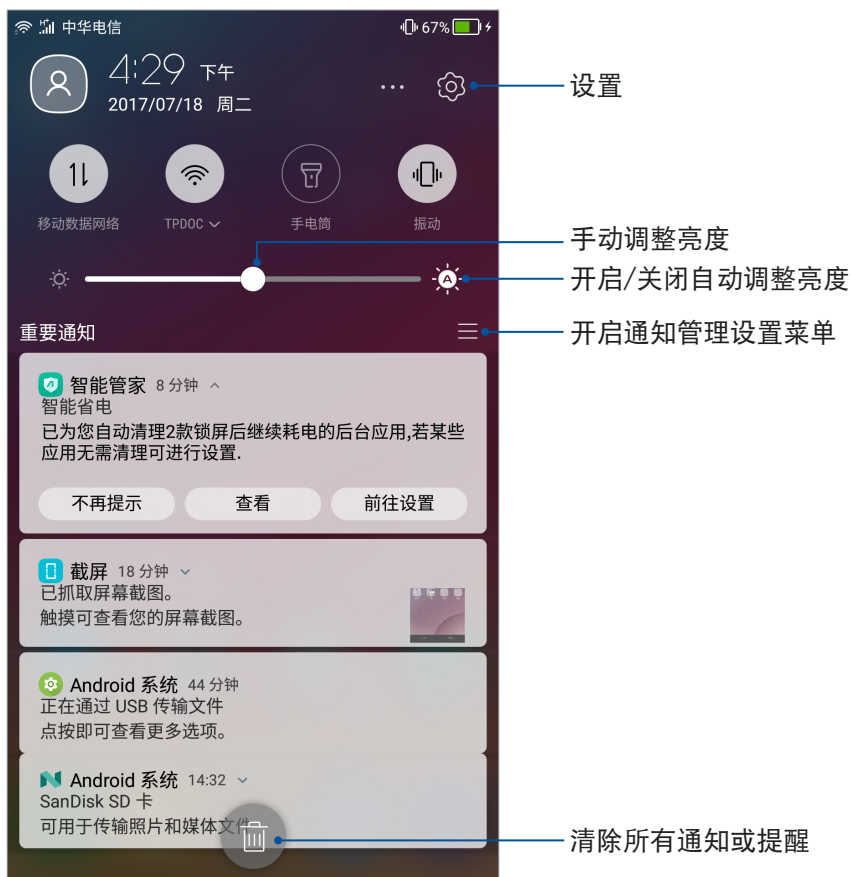 中华电信 67%
4:29 下午
2017/07/18 周二
设置
移动数据网络 TPDOC 手电筒 振动
手动调整亮度
A
开启/关闭自动调整亮度
重要通知
开启通知管理设置菜单
智能管家 8 分钟
智能省电
已为您自动清理2款锁屏后继续耗电的后台应用,若某些
应用无需清理可进行设置.
不再提示 查看 前往设置
截屏 18 分钟
已抓取屏幕截图。
触摸可查看您的屏幕截图。
Android 系统 44 分钟
正在通过 USB 传输文件
点按即可查看更多选项。
Android 系统 14:32
SanDisk SD 卡
可用于传输照片和媒体文件
清除所有通知或提醒